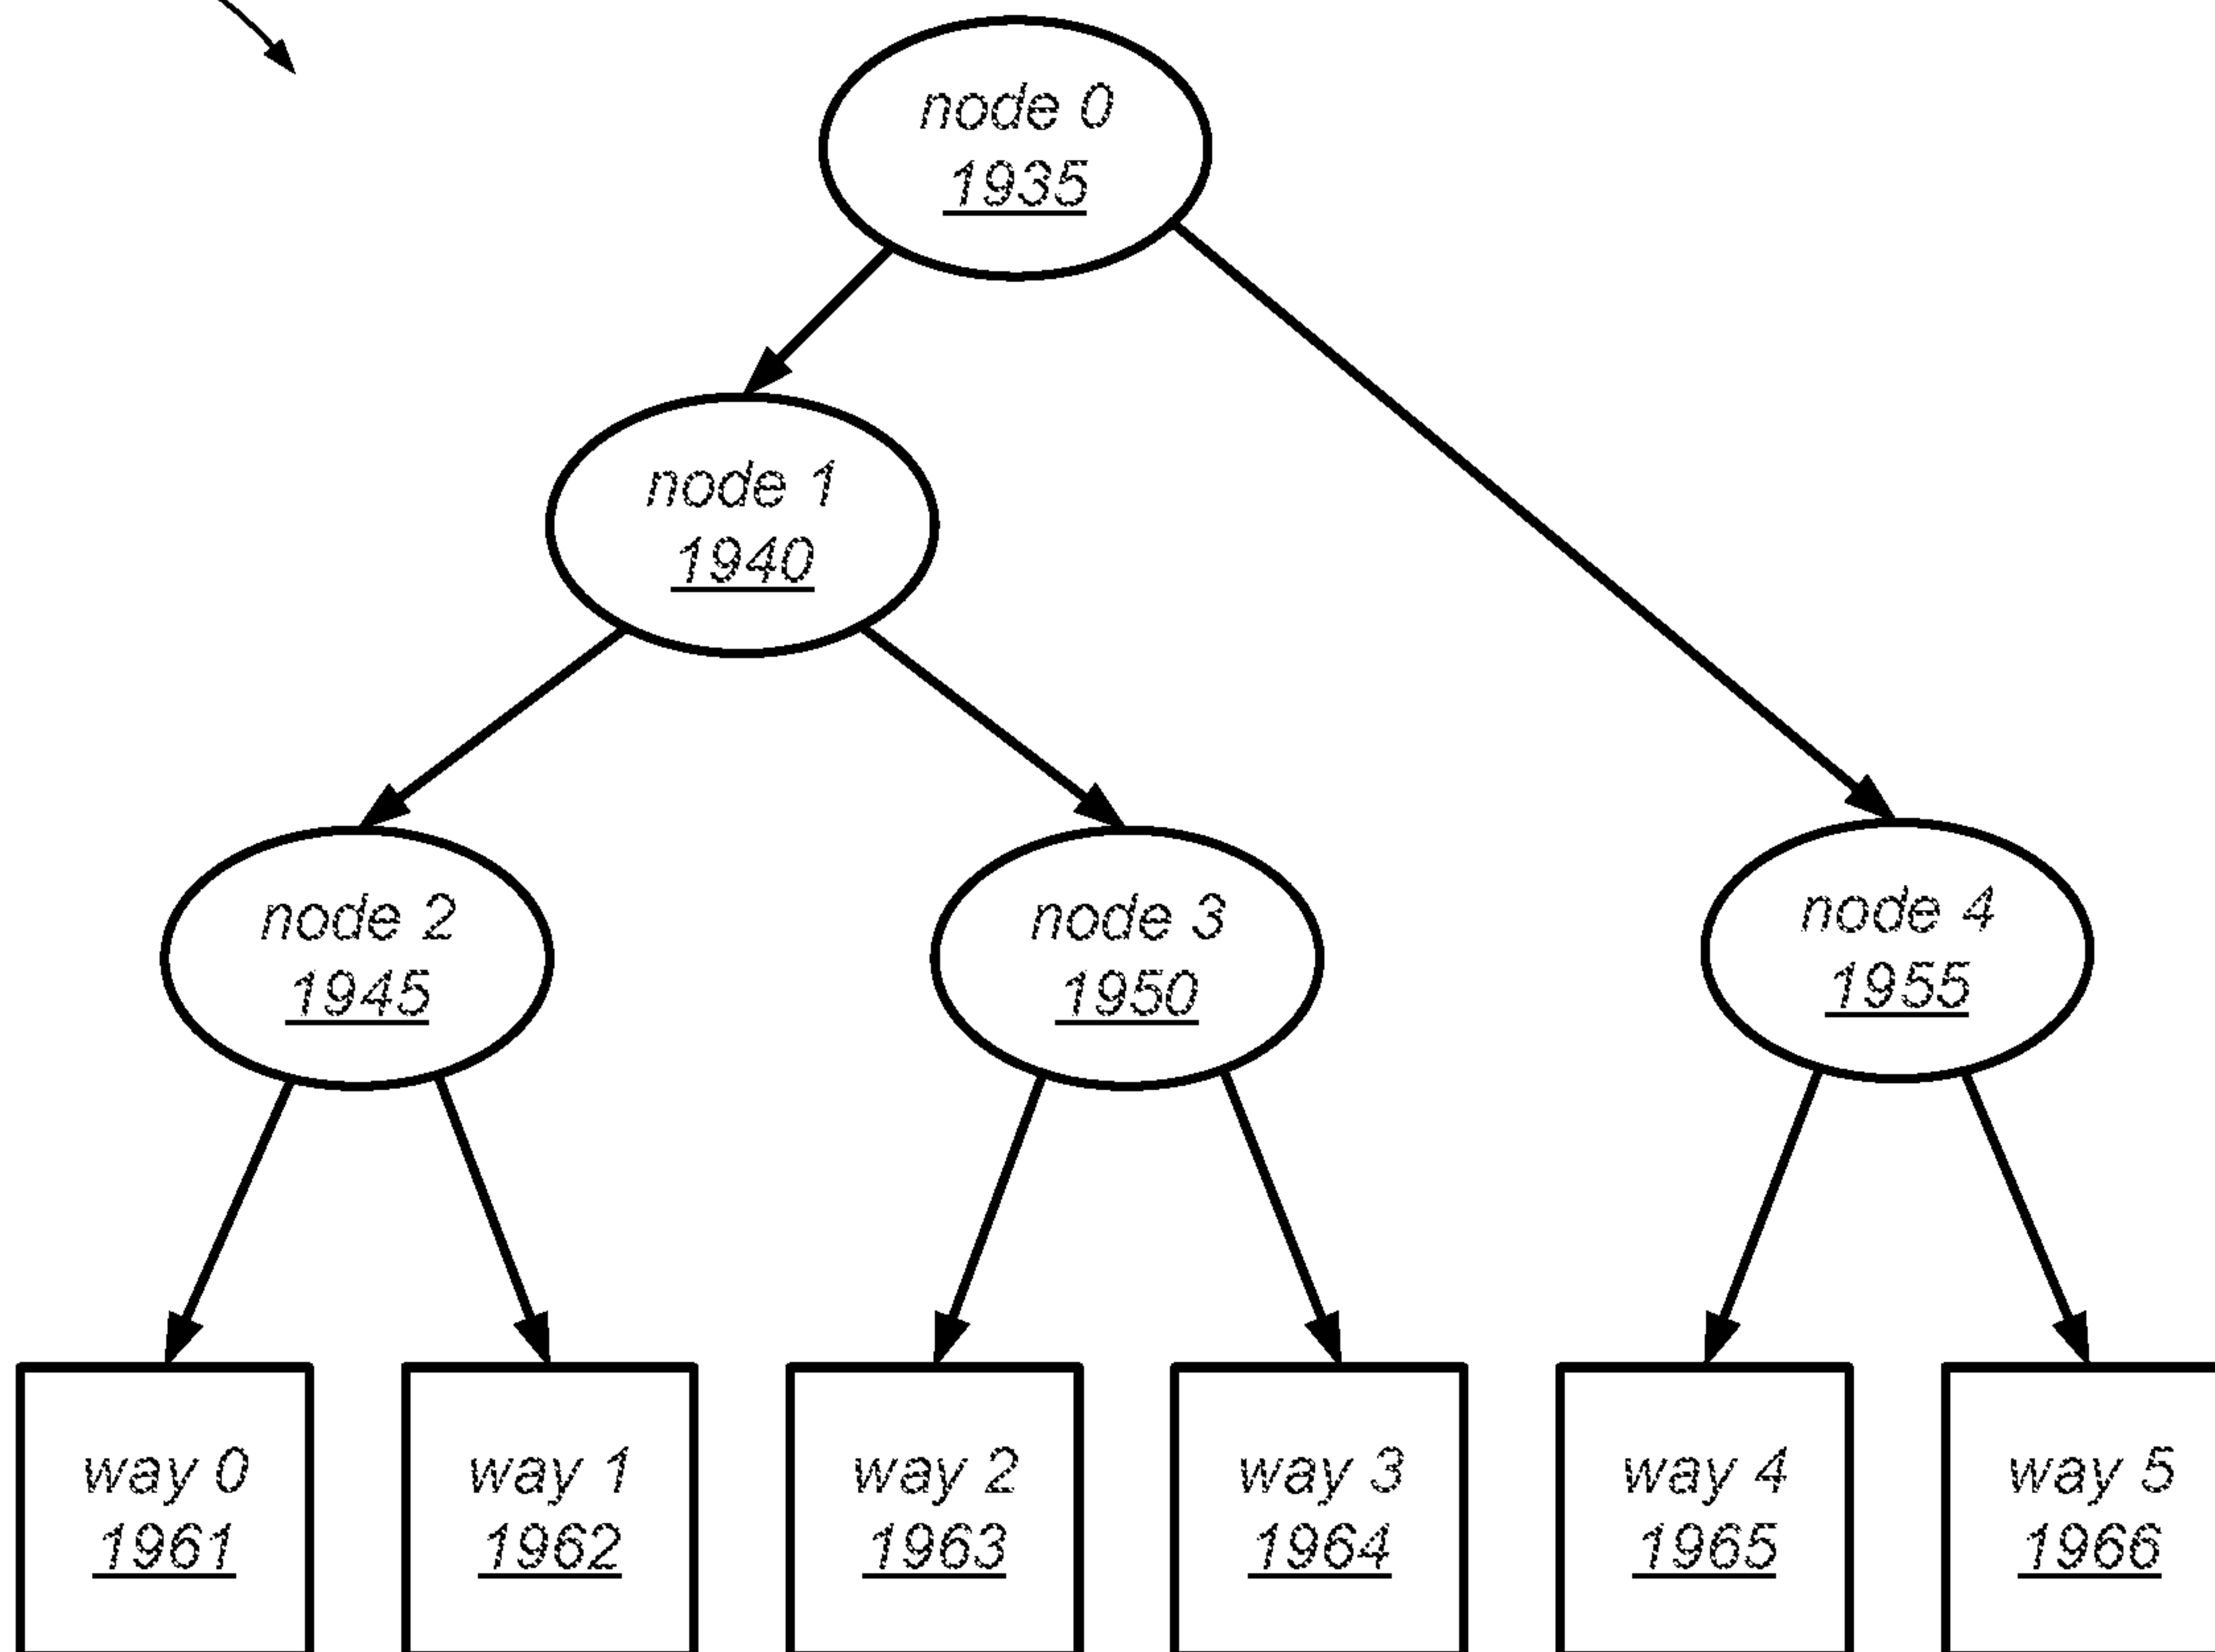 node 0
1935
node 1
1940
node 2
1945
node 3
1950
node 4
1955
way 0
1961
way 1
1962
way 2
1963
way 3
1964
way 4
1965
way 5
1966